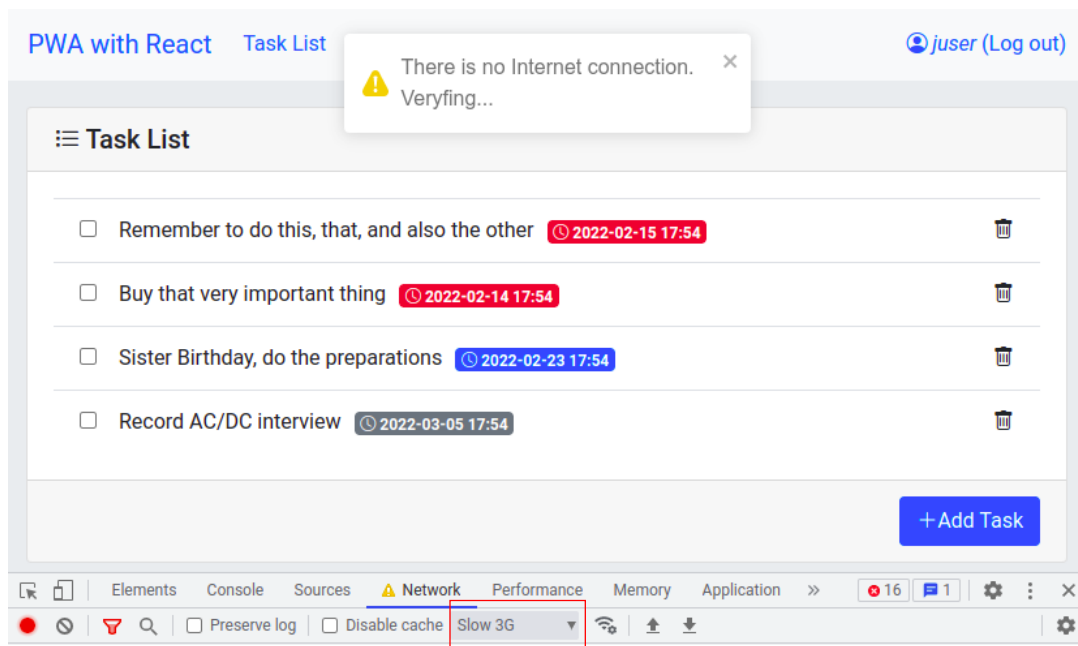 PWA with React Task List juser (Log out)
There is no Internet connection.
Veryfing...
Task List
Remember to do this, that, and also the other 2022-02-15 17:54
Buy that very important thing 2022-02-14 17:54
Sister Birthday, do the preparations 2022-02-23 17:54
Record AC/DC interview 2022-03-05 17:54
+Add Task
Elements Console Sources Network Performance Memory Application 16 1
Preserve log Disable cache Slow 3G